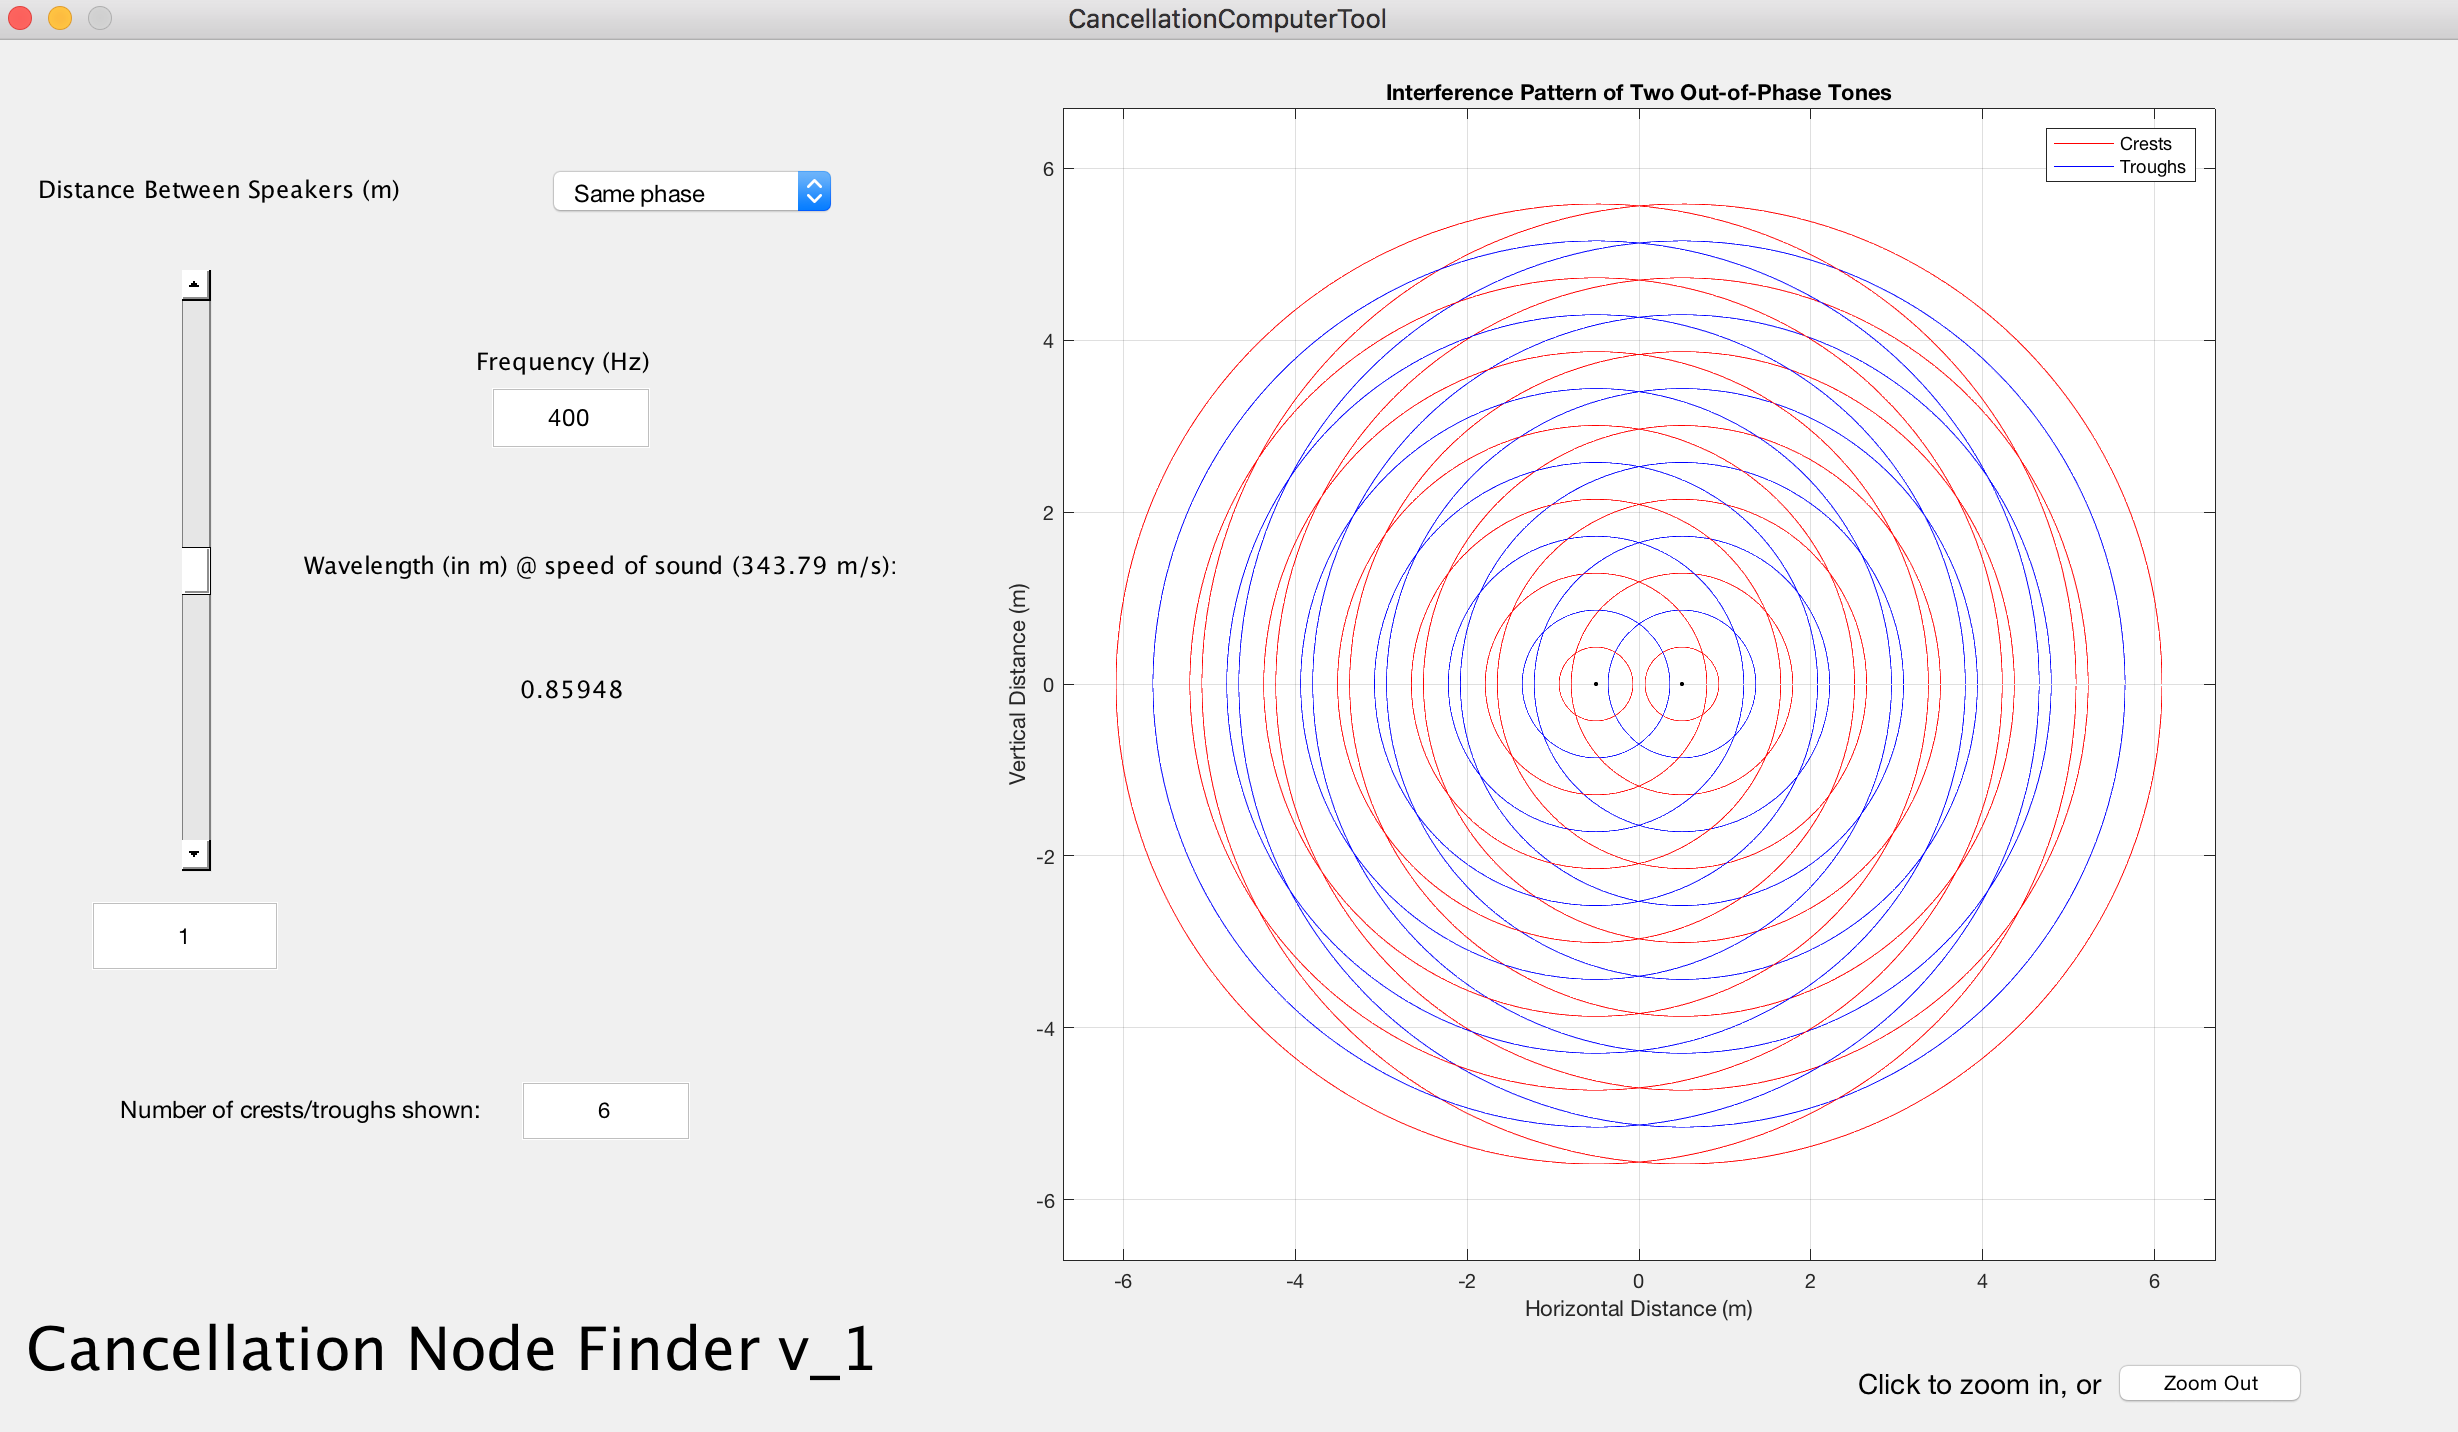 CancellationComputerTool
Distance Between Speakers (m)
Same phase
Frequency (Hz)
400
Wavelength (in m) @ speed of sound (343.79 m/s):
0.85948
1
Number of crests/troughs shown:
6
Cancellation Node Finder v_1
Interference Pattern of Two Out-of-Phase Tones
Crests
Troughs
6
4
2
0
-2
-4
-6
Vertical Distance (m)
-6 -4 -2 0 2 4 6
Horizontal Distance (m)
Click to zoom in, or Zoom Out